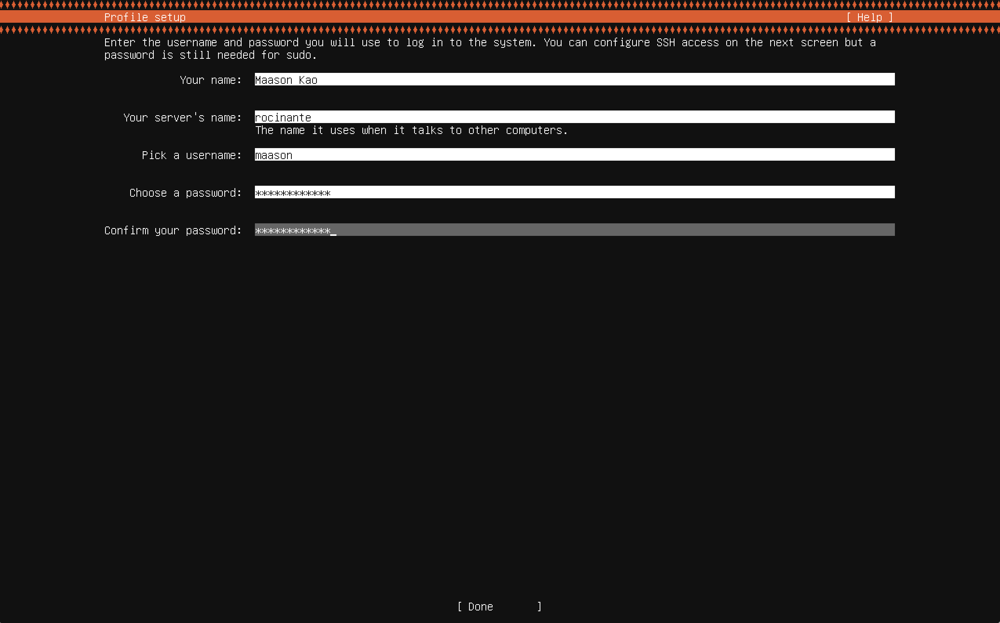 Profile setup [ Help ]
Enter the username and password you will use to log in to the system. You can configure SSH access on the next screen but a
password is still needed for sudo.
Your name: Maason Kao
Your server's name: rocinante
The name it uses when it talks to other computers.
Pick a username: maason
Choose a password: ************
Confirm your password: ************_
[ Done ]